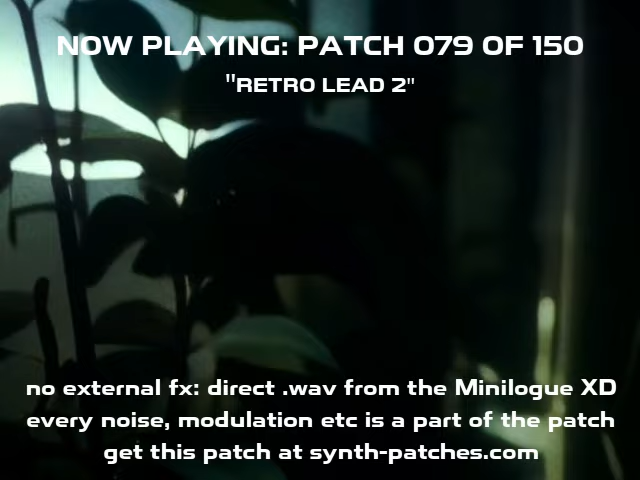 NOW PLAYING: PATCH 079 OF 150
"RETRO LEAD 2"
no external fx: direct .wav from the Minilogue XD
every noise, modulation etc is a part of the patch
get this patch at synth-patches.com